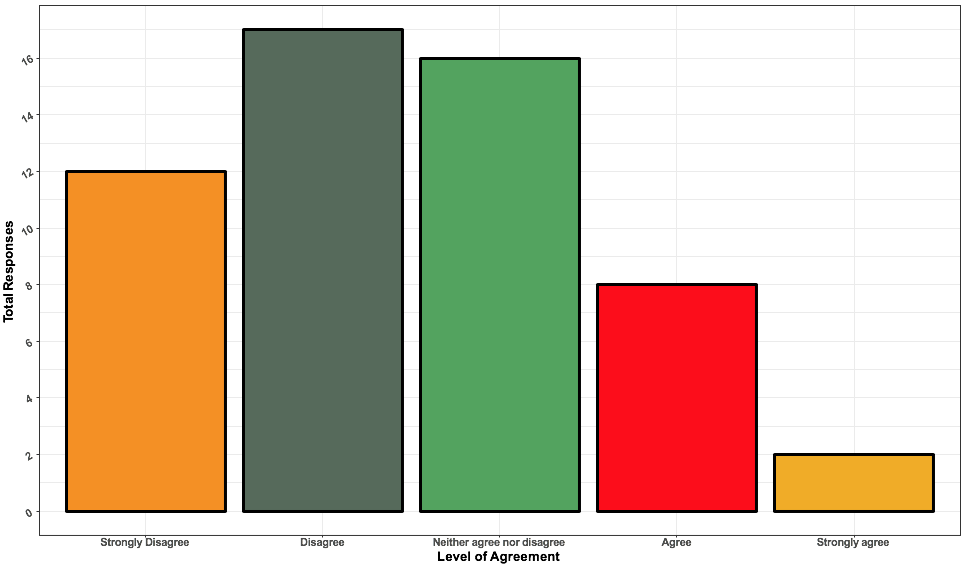 Total Responses
16
14
12
10
8
6
4
2
0
Strongly Disagree
Disagree
Neither agree nor disagree
Agree
Strongly agree
Level of Agreement